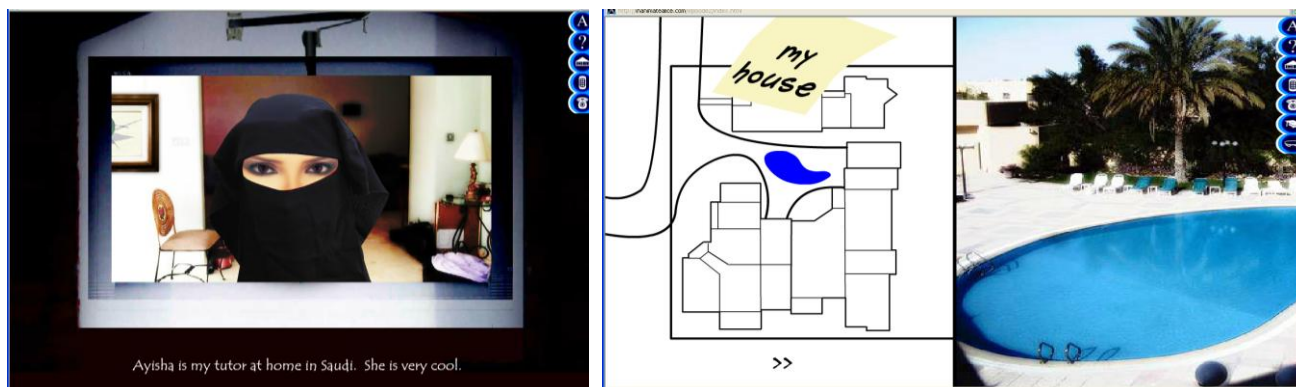 A
?
Ayisha is my tutor at home in Saudi. She is very cool.
my
house
>>
A
?